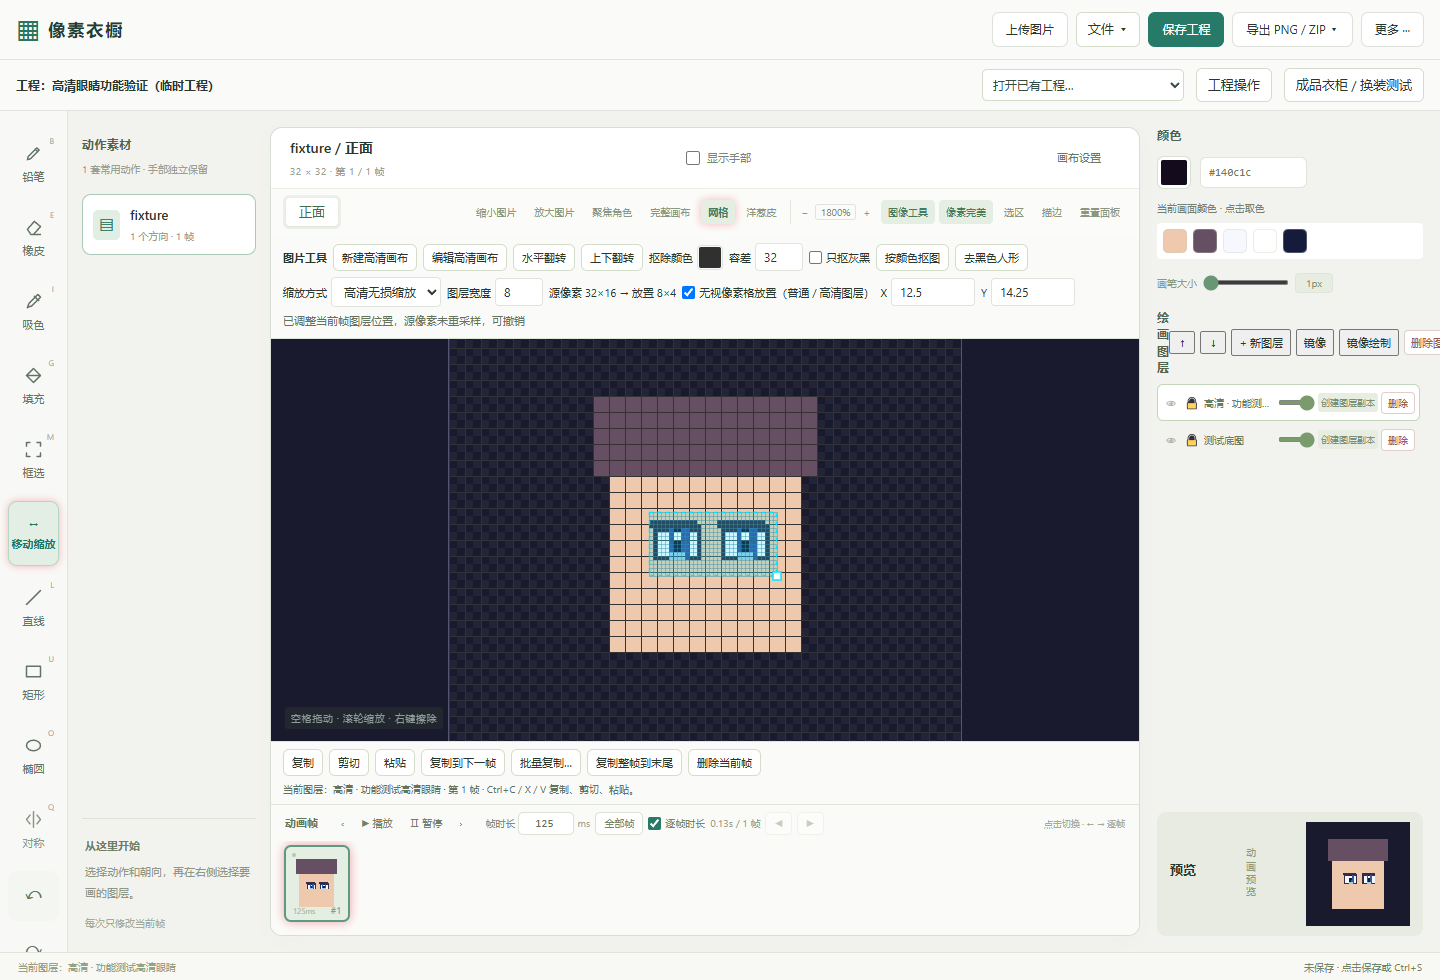 像素衣橱
上传图片
文件
保存工程
导出 PNG / ZIP
更多 ···
工程：高清眼睛功能验证（临时工程）
打开已有工程...
工程操作
成品衣柜 / 换装测试
B
铅笔
E
橡皮
I
吸色
G
填充
M
框选
移动缩放
L
直线
U
矩形
O
椭圆
Q
对称
动作素材
1 套常用动作 · 手部独立保留
fixture
1 个方向 · 1 帧
从这里开始
选择动作和朝向，再在右侧选择要画的图层。
每次只修改当前帧
fixture / 正面
32 × 32 · 第 1 / 1 帧
显示手部
画布设置
正面
缩小图片
放大图片
聚焦角色
完整画布
网格
洋葱皮
−
1800%
+
图像工具
像素完美
选区
描边
重置面板
图片工具
新建高清画布
编辑高清画布
水平翻转
上下翻转
抠除颜色
容差
32
只抠灰黑
按颜色抠图
去黑色人形
缩放方式
高清无损缩放
图层宽度
8
源像素 32×16 → 放置 8×4
无视像素格放置（普通 / 高清图层）
X
12.5
Y
14.25
已调整当前帧图层位置，源像素未重采样，可撤销
空格拖动 · 滚轮缩放 · 右键擦除
复制
剪切
粘贴
复制到下一帧
批量复制...
复制整帧到末尾
删除当前帧
当前图层：高清 · 功能测试高清眼睛 · 第 1 帧 · Ctrl+C / X / V 复制、剪切、粘贴。
动画帧
‹
▶ 播放
暂停
›
帧时长
125
ms
全部帧
逐帧时长
0.13s / 1 帧
◀
▶
点击切换 · ← → 逐帧
125ms
#1
颜色
#140c1c
当前画面颜色 · 点击取色
画笔大小
1px
绘画图层
↑
↓
+ 新图层
镜像
镜像绘制
删除图
高清 · 功能测...
创建图层副本
删除
测试底图
创建图层副本
删除
预览
动画预览
当前图层：高清 · 功能测试高清眼睛
未保存 · 点击保存或 Ctrl+S